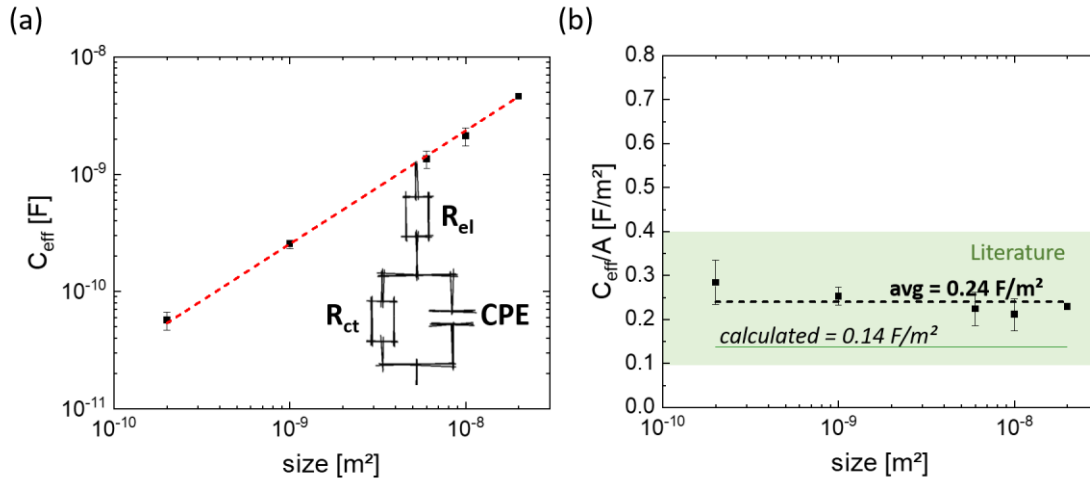 (a)
10⁻⁸
10⁻⁹
10⁻¹⁰
10⁻¹¹
C_eff [F]
R_el
R_ct
CPE
10⁻¹⁰
10⁻⁹
10⁻⁸
size [m²]
(b)
0.8
0.7
0.6
0.5
0.4
0.3
0.2
0.1
0.0
C_eff/A [F/m²]
Literature
avg = 0.24 F/m²
calculated = 0.14 F/m²
10⁻¹⁰
10⁻⁹
10⁻⁸
size [m²]